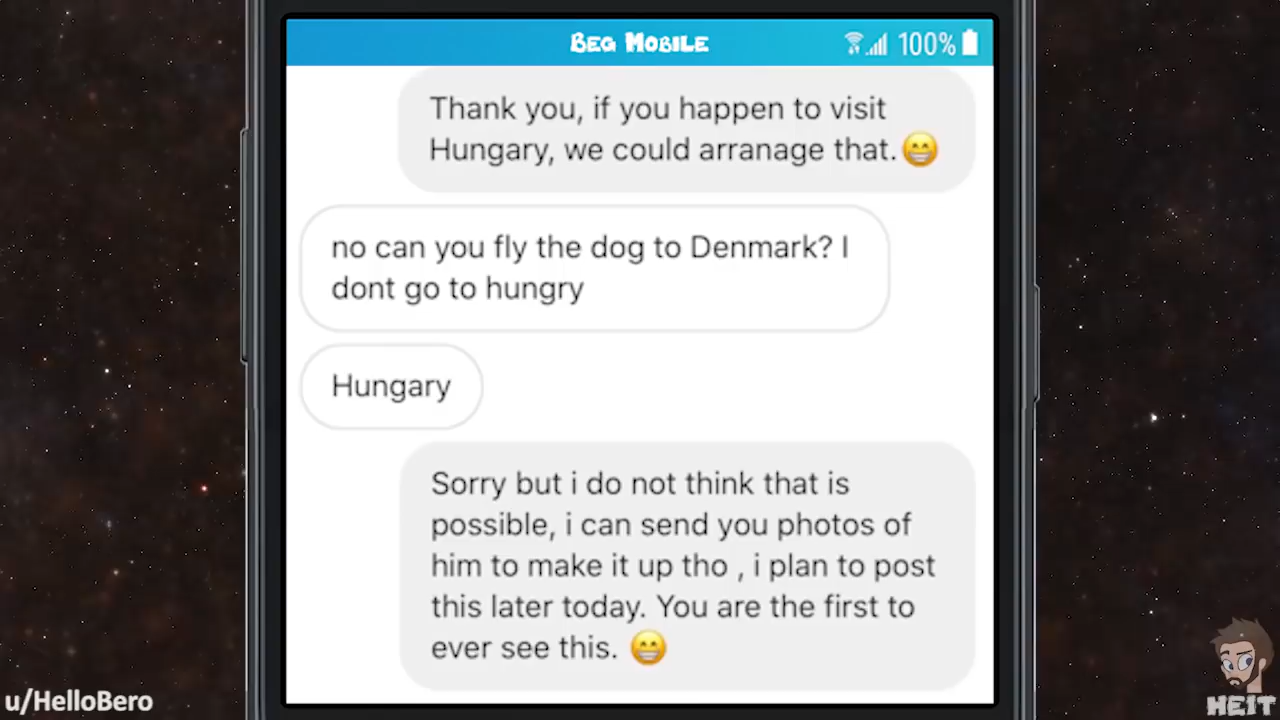 Beg Mobile
100%
Thank you, if you happen to visit
Hungary, we could arranage that.😁
no can you fly the dog to Denmark? I
dont go to hungry
Hungary
Sorry but i do not think that is
possible, i can send you photos of
him to make it up tho , i plan to post
this later today. You are the first to
ever see this. 😁
u/HelloBero
HEIT